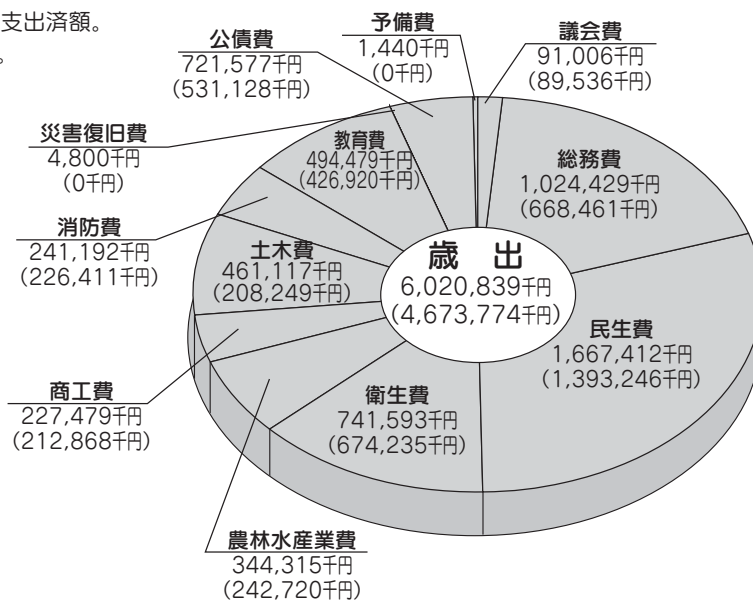 支出済額。
。
公債費
721,577千円
(531,128千円)
予備費
1,440千円
(0千円)
議会費
91,006千円
(89,536千円)
災害復旧費
4,800千円
(0千円)
教育費
494,479千円
(426,920千円)
総務費
1,024,429千円
(668,461千円)
消防費
241,192千円
(226,411千円)
土木費
461,117千円
(208,249千円)
歳 出
6,020,839千円
(4,673,774千円)
民生費
1,667,412千円
(1,393,246千円)
商工費
227,479千円
(212,868千円)
衛生費
741,593千円
(674,235千円)
農林水産業費
344,315千円
(242,720千円)